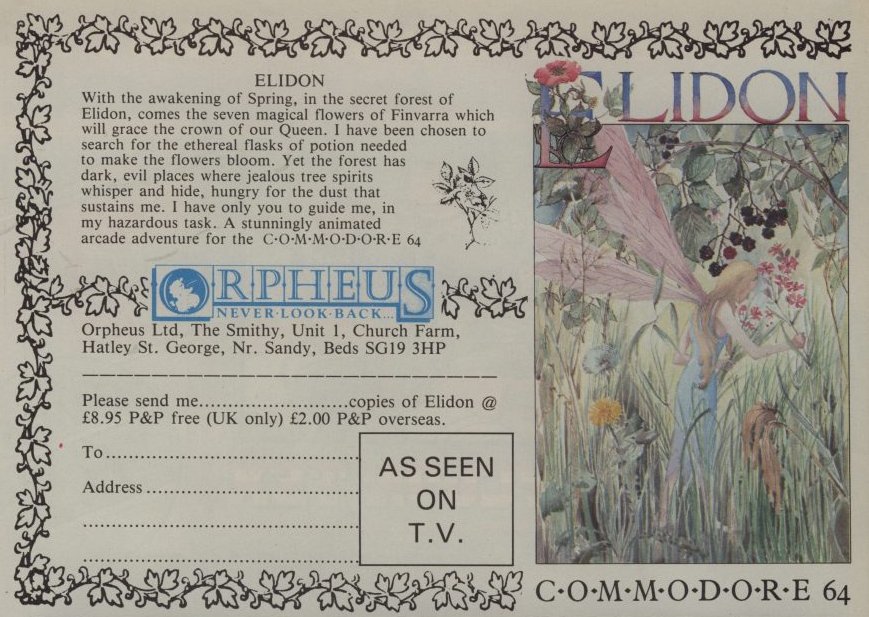 ELIDON
With the awakening of Spring, in the secret forest of
Elidon, comes the seven magical flowers of Finvarra which
will grace the crown of our Queen. I have been chosen to
search for the ethereal flasks of potion needed
to make the flowers bloom. Yet the forest has
dark, evil places where jealous tree spirits
whisper and hide, hungry for the dust that
sustains me. I have only you to guide me, in
my hazardous task. A stunningly animated
arcade adventure for the C·O·M·M·O·D·O·R·E 64
ORPHEUS
NEVER·LOOK·BACK...
Orpheus Ltd, The Smithy, Unit 1, Church Farm,
Hatley St. George, Nr. Sandy, Beds SG19 3HP
Please send me......................copies of Elidon @
£8.95 P&P free (UK only) £2.00 P&P overseas.
To.......................................
Address..................................
AS SEEN
ON
T.V.
ELIDON
C·O·M·M·O·D·O·R·E 64